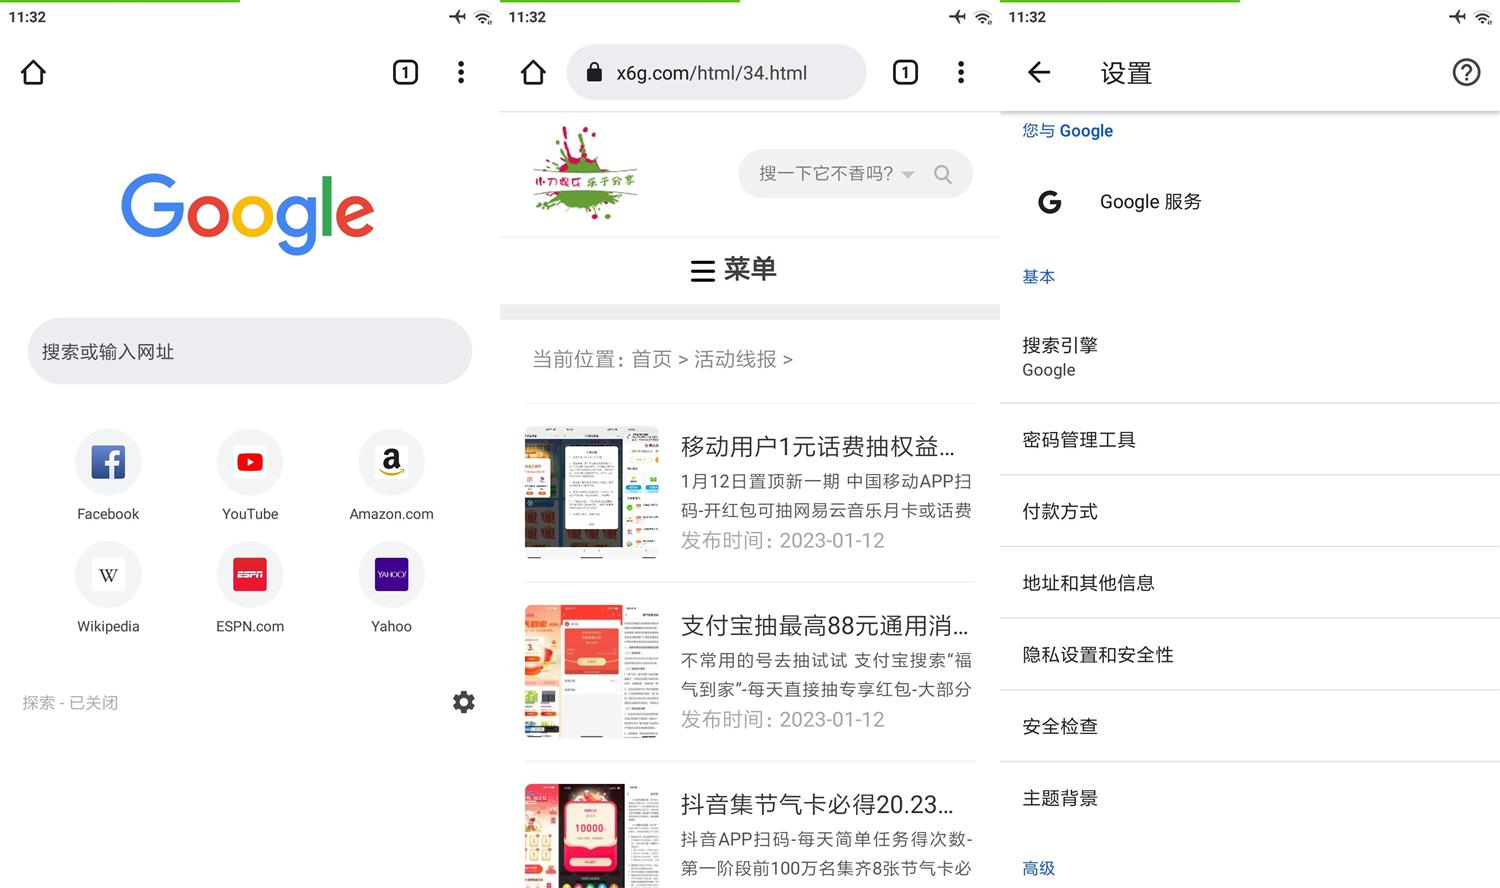 11:32
1
Google
搜索或输入网址
Facebook
YouTube
Amazon.com
Wikipedia
ESPN.com
Yahoo
探索 - 已关闭
11:32
x6g.com/html/34.html
1
小刀娱乐 乐于分享
搜一下它不香吗?
菜单
当前位置: 首页 > 活动线报 >
移动用户1元话费抽权益...
1月12日置顶新一期 中国移动APP扫
码-开红包可抽网易云音乐月卡或话费
发布时间: 2023-01-12
支付宝抽最高88元通用消...
不常用的号去抽试试 支付宝搜索“福
气到家”-每天直接抽专享红包-大部分
发布时间: 2023-01-12
10000
抖音集节气卡必得20.23...
抖音APP扫码-每天简单任务得次数-
第一阶段前100万名集齐8张节气卡必
11:32
设置
您与 Google
Google 服务
基本
搜索引擎
Google
密码管理工具
付款方式
地址和其他信息
隐私设置和安全性
安全检查
主题背景
高级